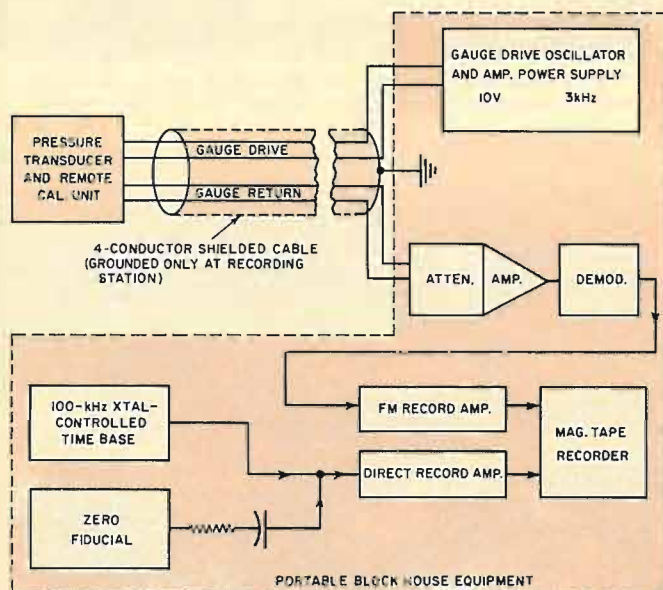 GAUGE DRIVE OSCILLATOR
AND AMP. POWER SUPPLY
10V 3kHz
PRESSURE
TRANSDUCER
AND REMOTE
CAL. UNIT
GAUGE DRIVE
GAUGE RETURN
4-CONDUCTOR SHIELDED CABLE
(GROUNDED ONLY AT RECORDING
STATION)
ATTEN.
AMP.
DEMOD.
100-kHz XTAL-
CONTROLLED
TIME BASE
FM RECORD AMP.
MAG. TAPE
RECORDER
DIRECT RECORD AMP.
ZERO
FIDUCIAL
PORTABLE BLOCK HOUSE EQUIPMENT